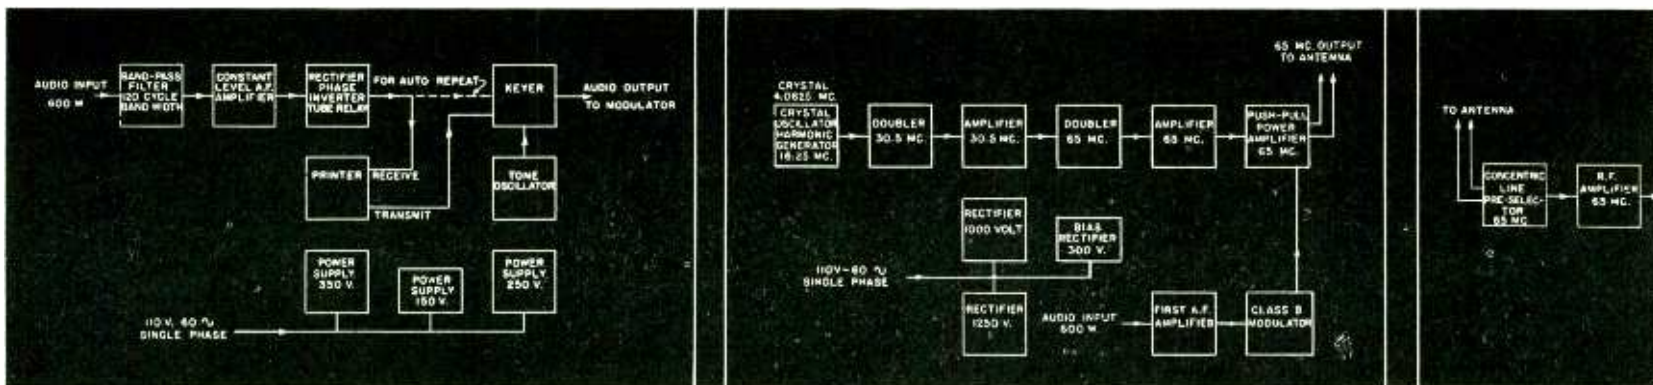 AUDIO INPUT
600 W
BAND-PASS
FILTER
120 CYCLE
BAND WIDTH
CONSTANT
LEVEL A.F.
AMPLIFIER
RECTIFIER
PHASE
INVERTER
TUBE RELAY
FOR AUTO REPEAT
KEYER
AUDIO OUTPUT
TO MODULATOR
PRINTER
RECEIVE
TRANSMIT
TONE
OSCILLATOR
POWER
SUPPLY
350 V.
POWER
SUPPLY
150 V.
POWER
SUPPLY
250 V.
110 V. 60 ∿
SINGLE PHASE
65 MC. OUTPUT
TO ANTENNA
CRYSTAL
4.0625 MC.
CRYSTAL
OSCILLATOR
HARMONIC
GENERATOR
16.25 MC.
DOUBLER
30.5 MC.
AMPLIFIER
30.5 MC.
DOUBLER
65 MC.
AMPLIFIER
65 MC.
PUSH-PULL
POWER
AMPLIFIER
65 MC.
RECTIFIER
1000 VOLT
BIAS
RECTIFIER
300 V.
110V-60 ∿
SINGLE PHASE
RECTIFIER
1250 V.
AUDIO INPUT
600 W
FIRST A.F.
AMPLIFIER
CLASS B
MODULATOR
TO ANTENNA
CONCENTRIC
LINE
PRE-SELEC-
TOR
65 MC.
R.F.
AMPLIFIER
65 MC.